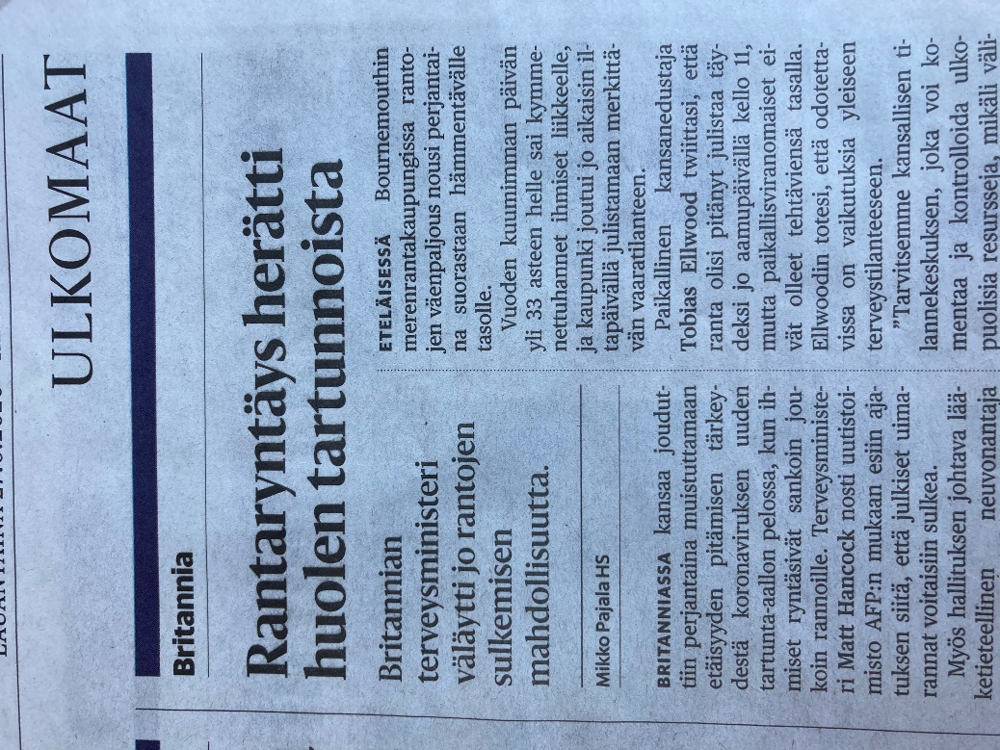 ULKOMAAT
Britannia
Rantaryntäys herätti
huolen tartunnoista
Britannian
terveysministeri
väläytti jo rantojen
sulkemisen
mahdollisuutta.
Mikko Pajala HS
BRITANNIASSA kansaa joudut-
tiin perjantaina muistuttamaan
etäisyyden pitämisen tärkey-
destä koronaviruksen uuden
tartunta-aallon pelossa, kun ih-
miset ryntäsivät sankoin jou-
koin rannoille. Terveysministe-
ri Matt Hancock nosti uutistoi-
misto AFP:n mukaan esiin aja-
tuksen siitä, että julkiset uima-
rannat voitaisiin sulkea.
Myös hallituksen johtava lää-
ketieteellinen neuvonantaja
ETELÄISESSÄ Bournemouthin
merenrantakaupungissa ranto-
jen väenpaljous nousi perjantai-
na suorastaan hämmentävälle
tasolle.
Vuoden kuumimman päivän
yli 33 asteen helle sai kymme-
nettuhannet ihmiset liikkeelle,
ja kaupunki joutui jo aikaisin il-
tapäivällä julistamaan merkittä-
vän vaaratilanteen.
Paikallinen kansanedustaja
Tobias Ellwood twiittasi, että
ranta olisi pitänyt julistaa täy-
deksi jo aamupäivällä kello 11,
mutta paikallisviranomaiset ei-
vät olleet tehtäviensä tasalla.
Ellwoodin totesi, että odotetta-
vissa on vaikutuksia yleiseen
terveystilanteeseen.
"Tarvitsemme kansallisen ti-
lannekeskuksen, joka voi ko-
mentaa ja kontrolloida ulko-
puolisia resursseja, mikäli väli-